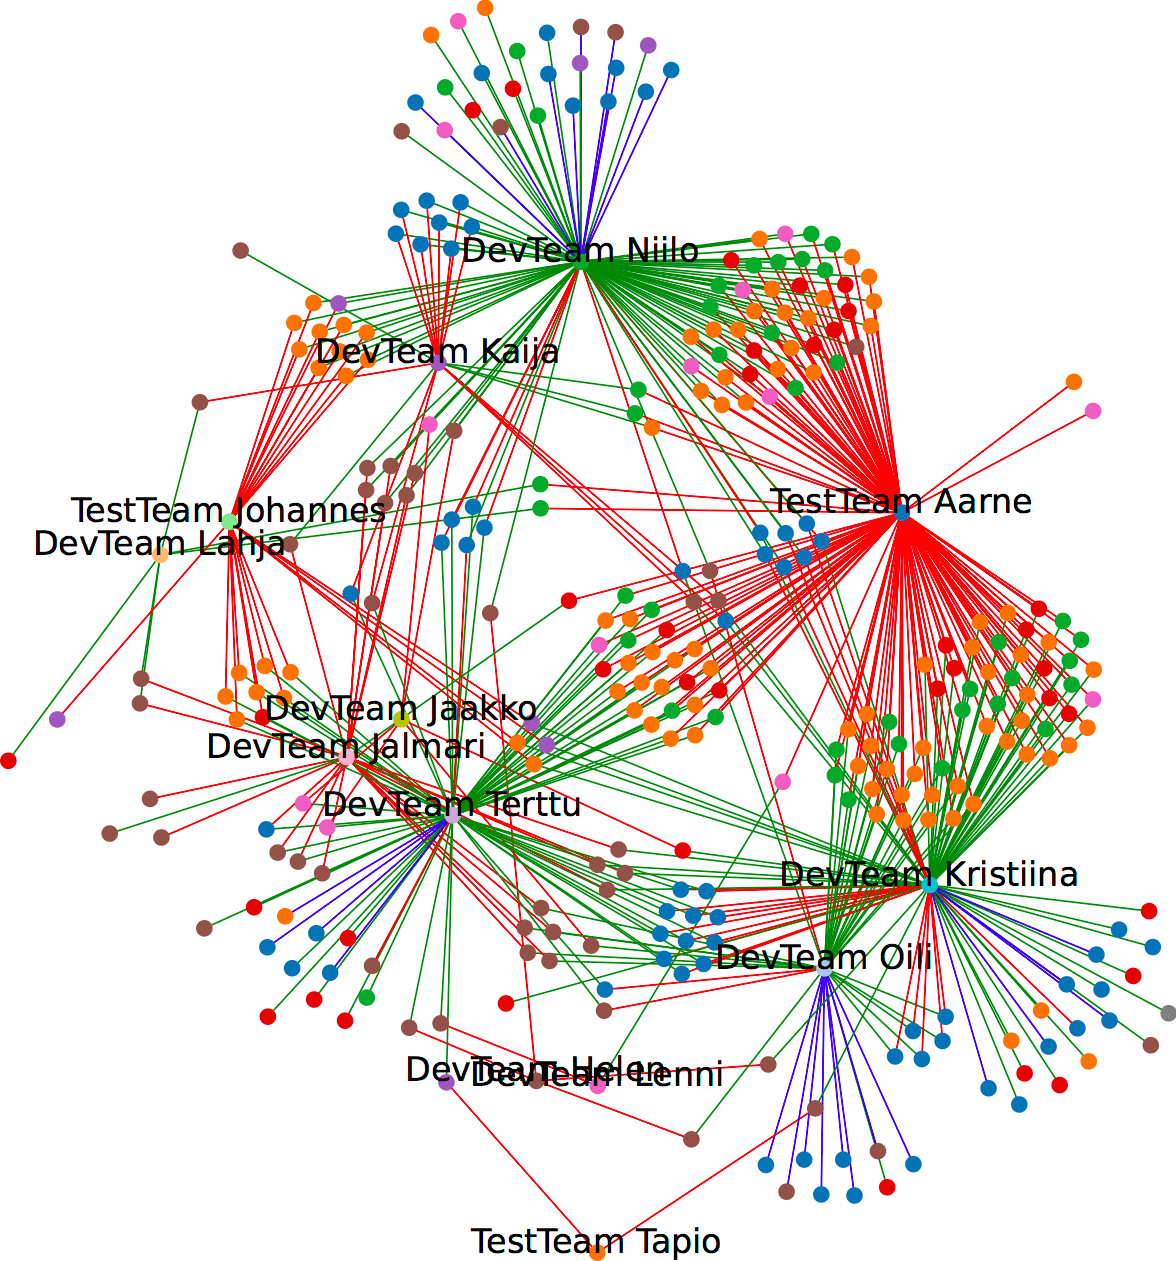 DevTeam Niilo
DevTeam Kaija
TestTeam Aarne
TestTeam Johannes
DevTeam Lahja
DevTeam Jaakko
DevTeam Jalmari
DevTeam Terttu
DevTeam Kristiina
DevTeam Oili
DevTeam Helen
DevTeam Lenni
TestTeam Tapio